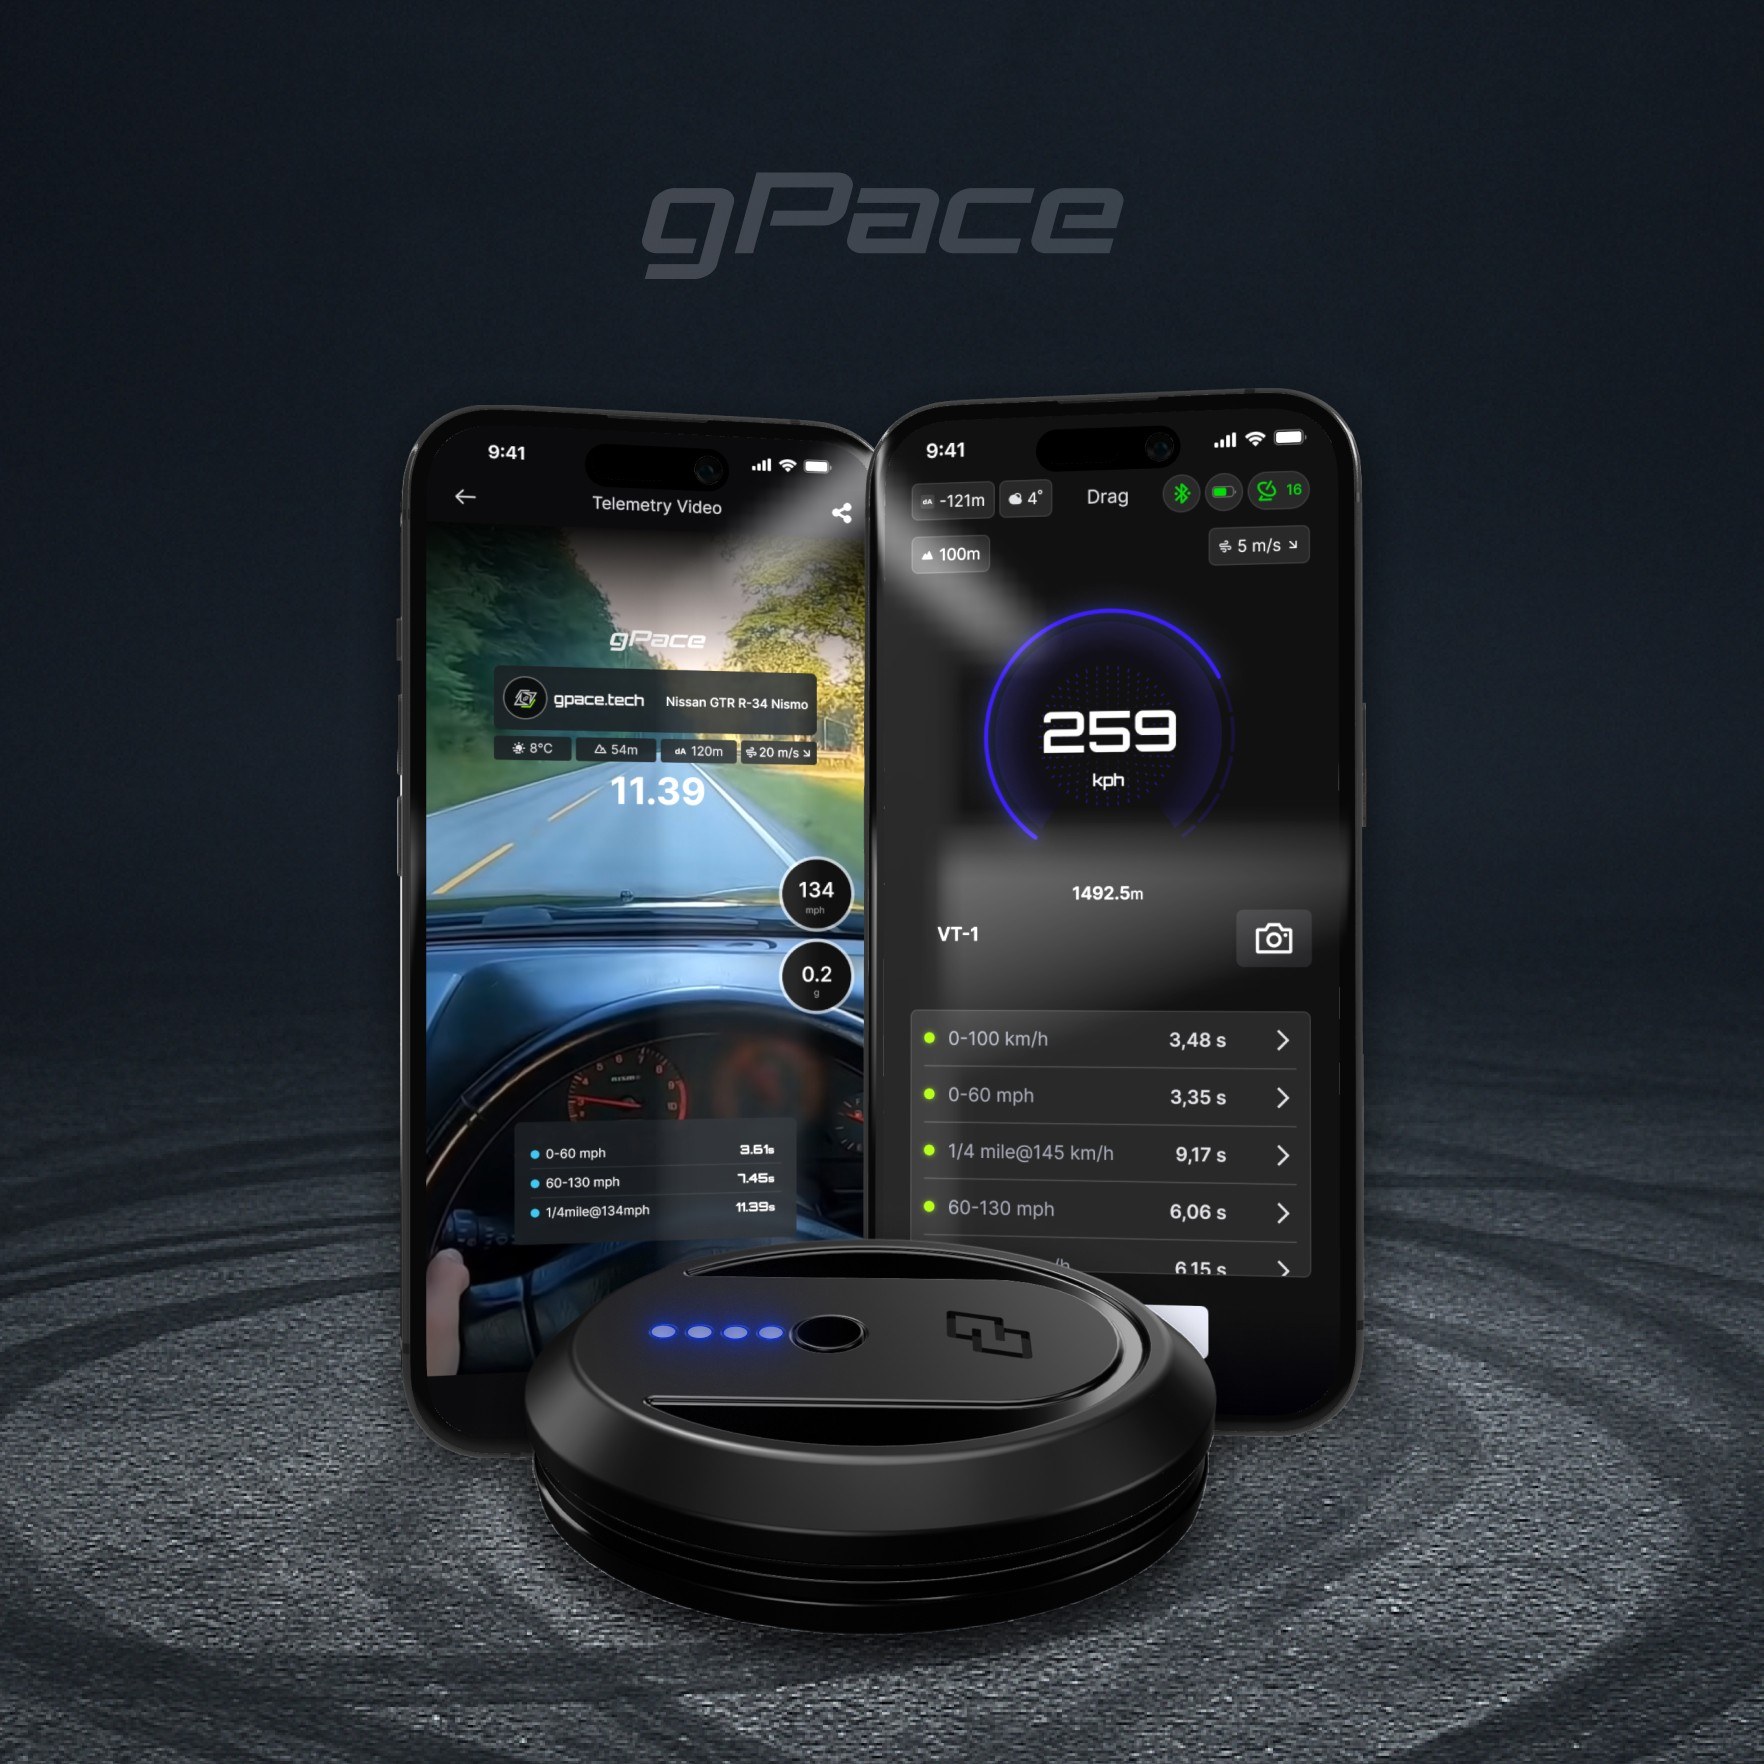 gPace
9:41
Telemetry Video
gPace
gpace.tech Nissan GTR R-34 Nismo
8°C 54m dA 120m 20 m/s
11.39
134
mph
0.2
g
0-60 mph 3.61s
60-130 mph 7.45s
1/4mile@134mph 11.39s
9:41
dA -121m 4° Drag 16
100m 5 m/s
259
kph
1492.5m
VT-1
0-100 km/h 3,48 s
0-60 mph 3,35 s
1/4 mile@145 km/h 9,17 s
60-130 mph 6,06 s
/h 6,15 s